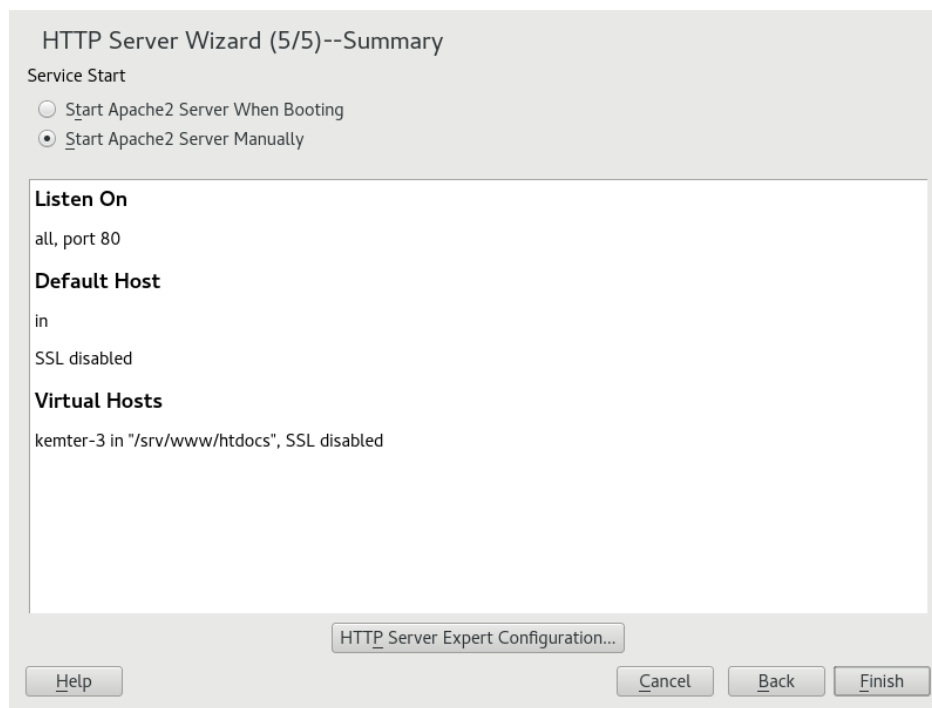 HTTP Server Wizard (5/5)--Summary
Service Start
Start Apache2 Server When Booting
Start Apache2 Server Manually
Listen On
all, port 80
Default Host
in
SSL disabled
Virtual Hosts
kemter-3 in "/srv/www/htdocs", SSL disabled
HTTP Server Expert Configuration...
Help
Cancel
Back
Finish